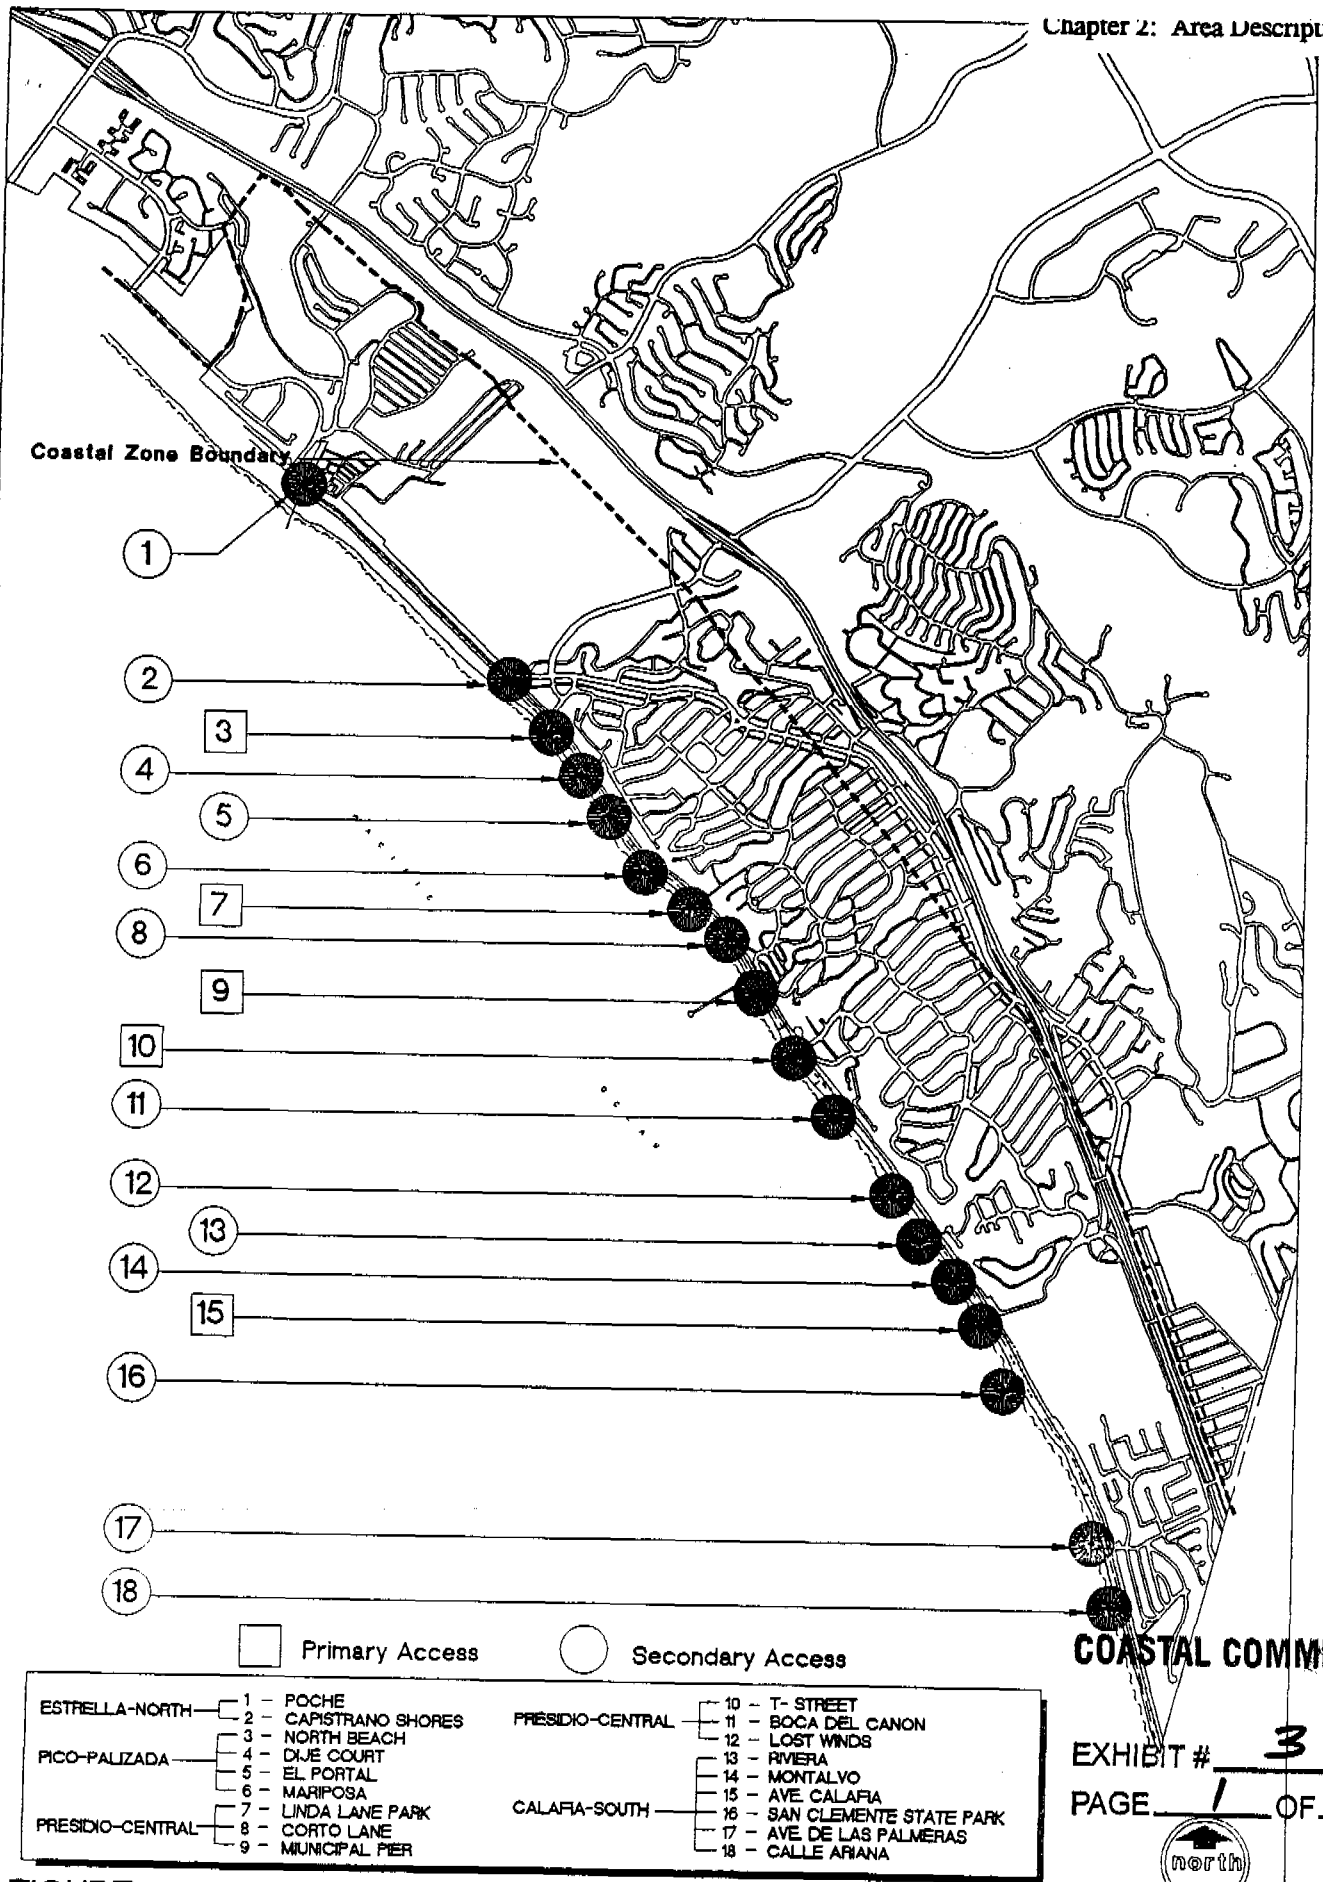 Chapter 2: Area Descript
Coastal Zone Boundary
1
2
3
4
5
6
7
8
9
10
11
12
13
14
15
16
17
18
Primary Access
Secondary Access
COASTAL COMM
ESTRELLA-NORTH
1 - POCHE
2 - CAPISTRANO SHORES
PICO-PALIZADA
3 - NORTH BEACH
4 - DIJE COURT
5 - EL PORTAL
6 - MARIPOSA
PRESIDIO-CENTRAL
7 - LINDA LANE PARK
8 - CORTO LANE
9 - MUNICIPAL PIER
PRESIDIO-CENTRAL
10 - T- STREET
11 - BOCA DEL CANON
12 - LOST WINDS
CALAFIA-SOUTH
13 - RIVIERA
14 - MONTALVO
15 - AVE. CALAFIA
16 - SAN CLEMENTE STATE PARK
17 - AVE. DE LAS PALMERAS
18 - CALLE ARIANA
EXHIBIT # 3
PAGE 1 OF
north